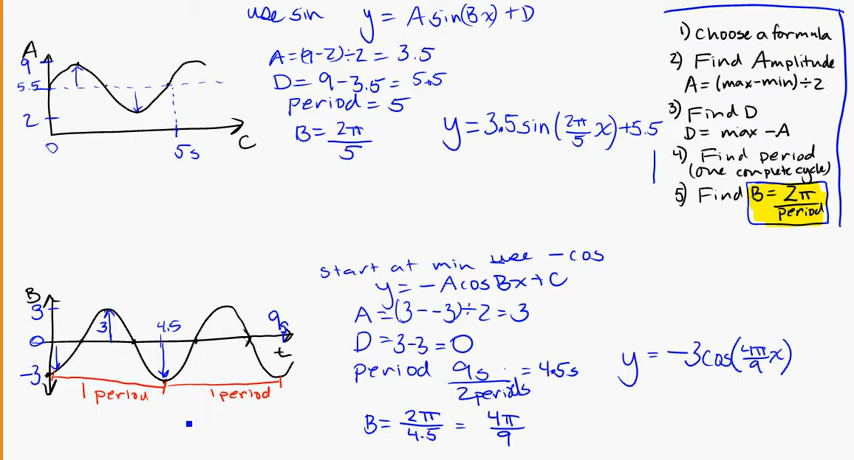 use sin y = A sin(Bx) + D
A
9
5.5
2
0
5s
C
A = (9-2)÷2 = 3.5
D = 9 - 3.5 = 5.5
period = 5
B = 2π/5
y = 3.5 sin(2π/5 x) + 5.5
1) Choose a formula
2) Find Amplitude
A = (max-min)÷2
3) Find D
D = max - A
4) Find period
(one complete cycle)
5) Find B = 2π/period
B
3
0
-3
3
4.5
9s
t
1 period
1 period
start at min use -cos
y = -A cos Bx + C
A = (3--3)÷2 = 3
D = 3-3 = 0
period 9s/2 periods = 4.5s
B = 2π/4.5 = 4π/9
y = -3cos(4π/9 x)